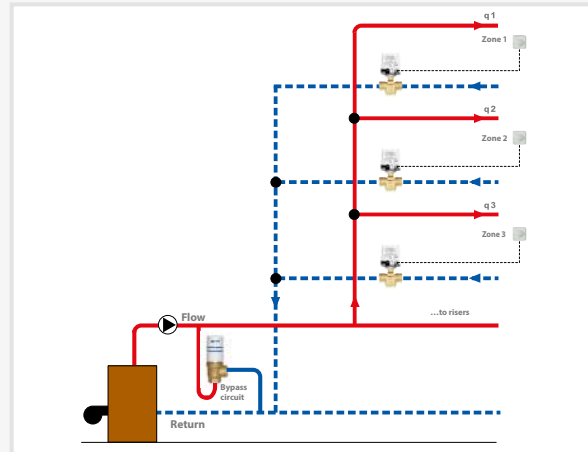 q 1
Zone 1
q 2
Zone 2
q 3
Zone 3
...to risers
Flow
Bypass
circuit
Return